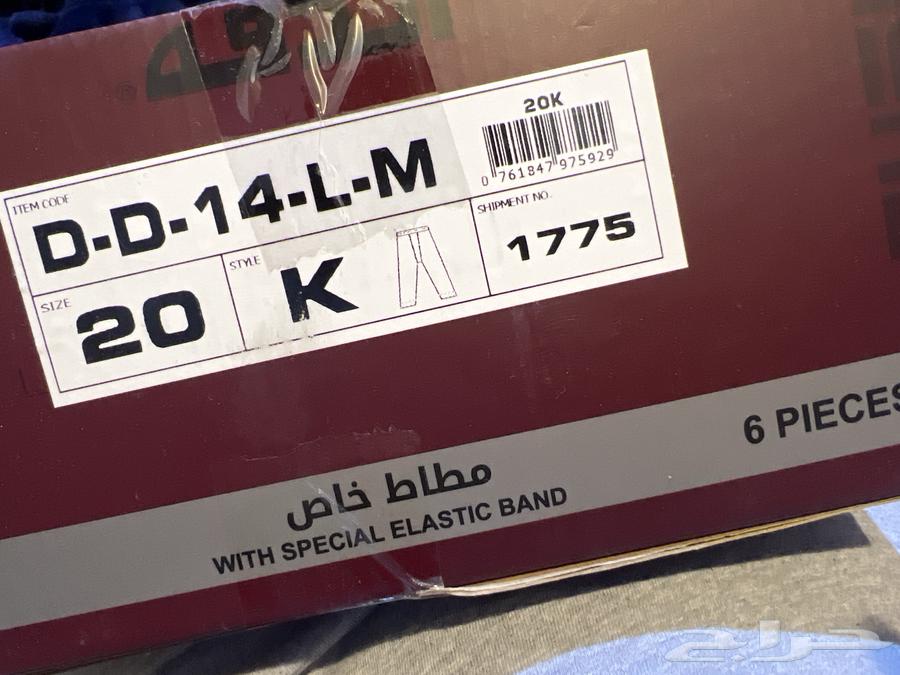 20K
0 761847 975929
ITEM CODE
D-D-14-L-M
SHIPMENT NO.
1775
SIZE
20
STYLE
K
6 PIECES
مطاط خاص
WITH SPECIAL ELASTIC BAND
حراج